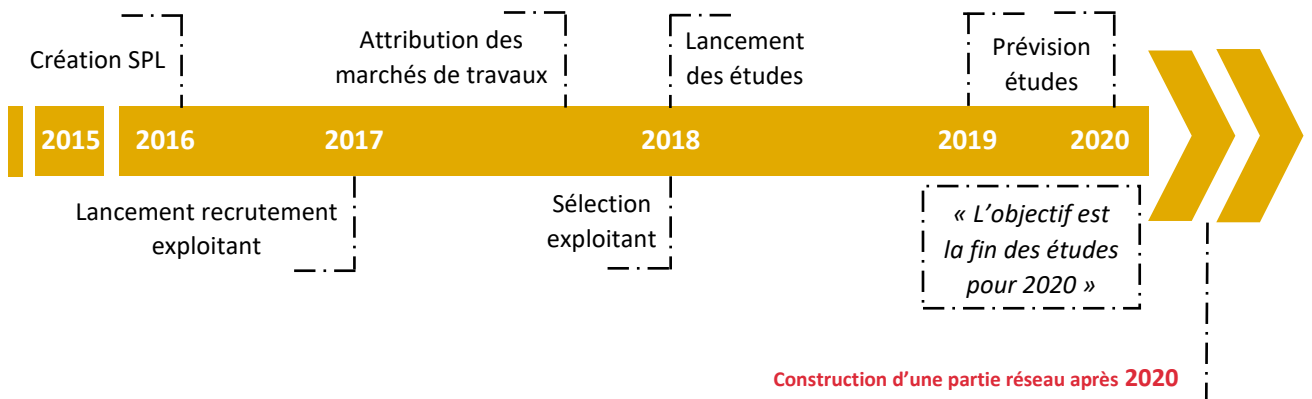 Création SPL
Attribution des
marchés de travaux
Lancement
des études
Prévision
études
2015 2016 2017 2018 2019 2020
Lancement recrutement
exploitant
Sélection
exploitant
« L’objectif est
la fin des études
pour 2020 »
Construction d’une partie réseau après 2020